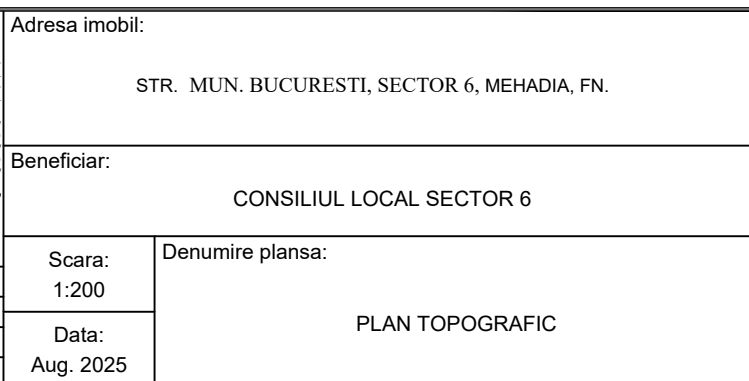 Adresa imobil:
STR. MUN. BUCURESTI, SECTOR 6, MEHADIA, FN.
Beneficiar:
CONSILIUL LOCAL SECTOR 6
Scara:
1:200
Denumire plansa:
PLAN TOPOGRAFIC
Data:
Aug. 2025